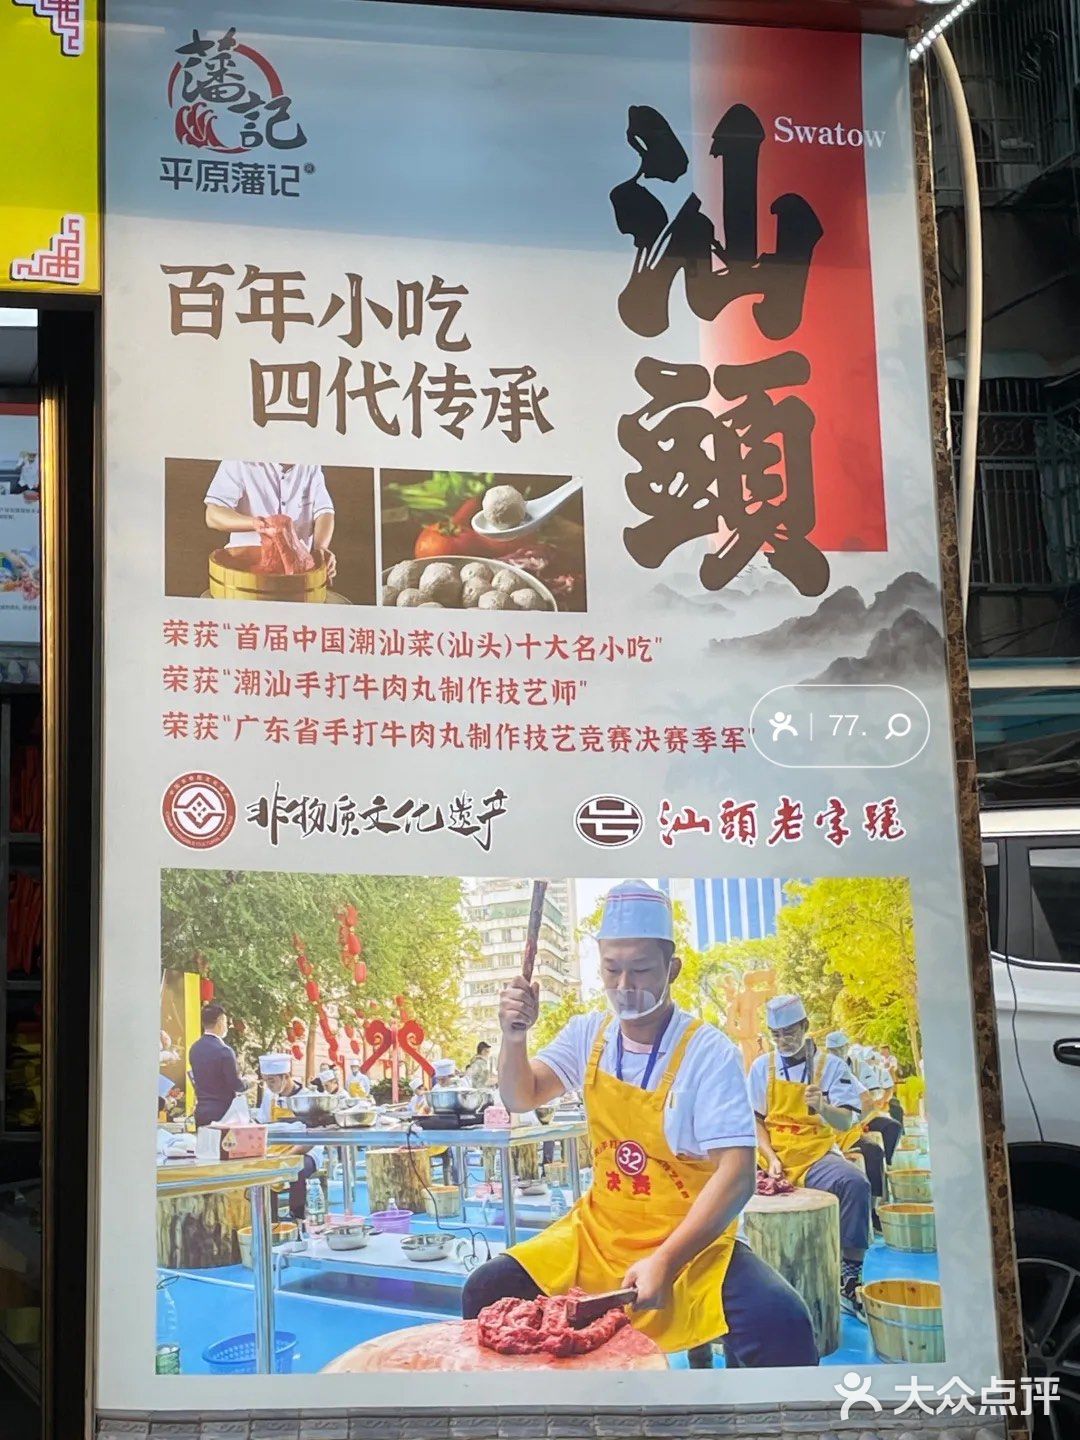 藩記
平原藩记
Swatow
汕頭
百年小吃
四代传承
荣获“首届中国潮汕菜(汕头)十大名小吃”
荣获“潮汕手打牛肉丸制作技艺师”
荣获“广东省手打牛肉丸制作技艺竞赛决赛季军”
77.
非物质文化遗产
汕頭老字號
32
决赛
大众点评